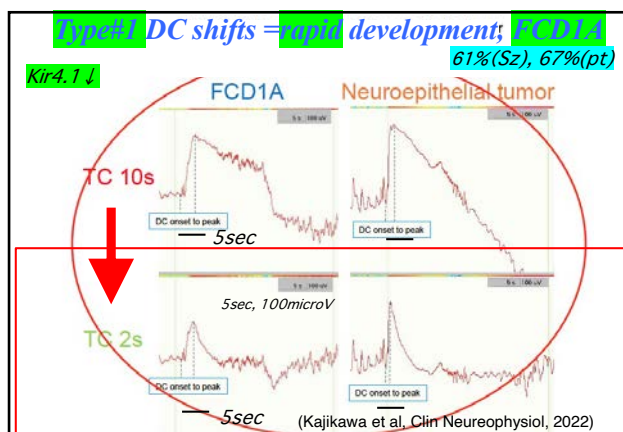 Type#1 DC shifts =rapid development, FCD1A
61%(Sz), 67%(pt)
Kir4.1↓
FCD1A
Neuroepithelial tumor
5 s 100 uV
5 s 100 uV
TC 10s
DC onset to peak
5sec
DC onset to peak
5 s 100 uV
5 s 100 uV
5sec, 100microV
TC 2s
DC onset to peak
5sec
DC onset to peak
(Kajikawa et al, Clin Neureophysiol, 2022)